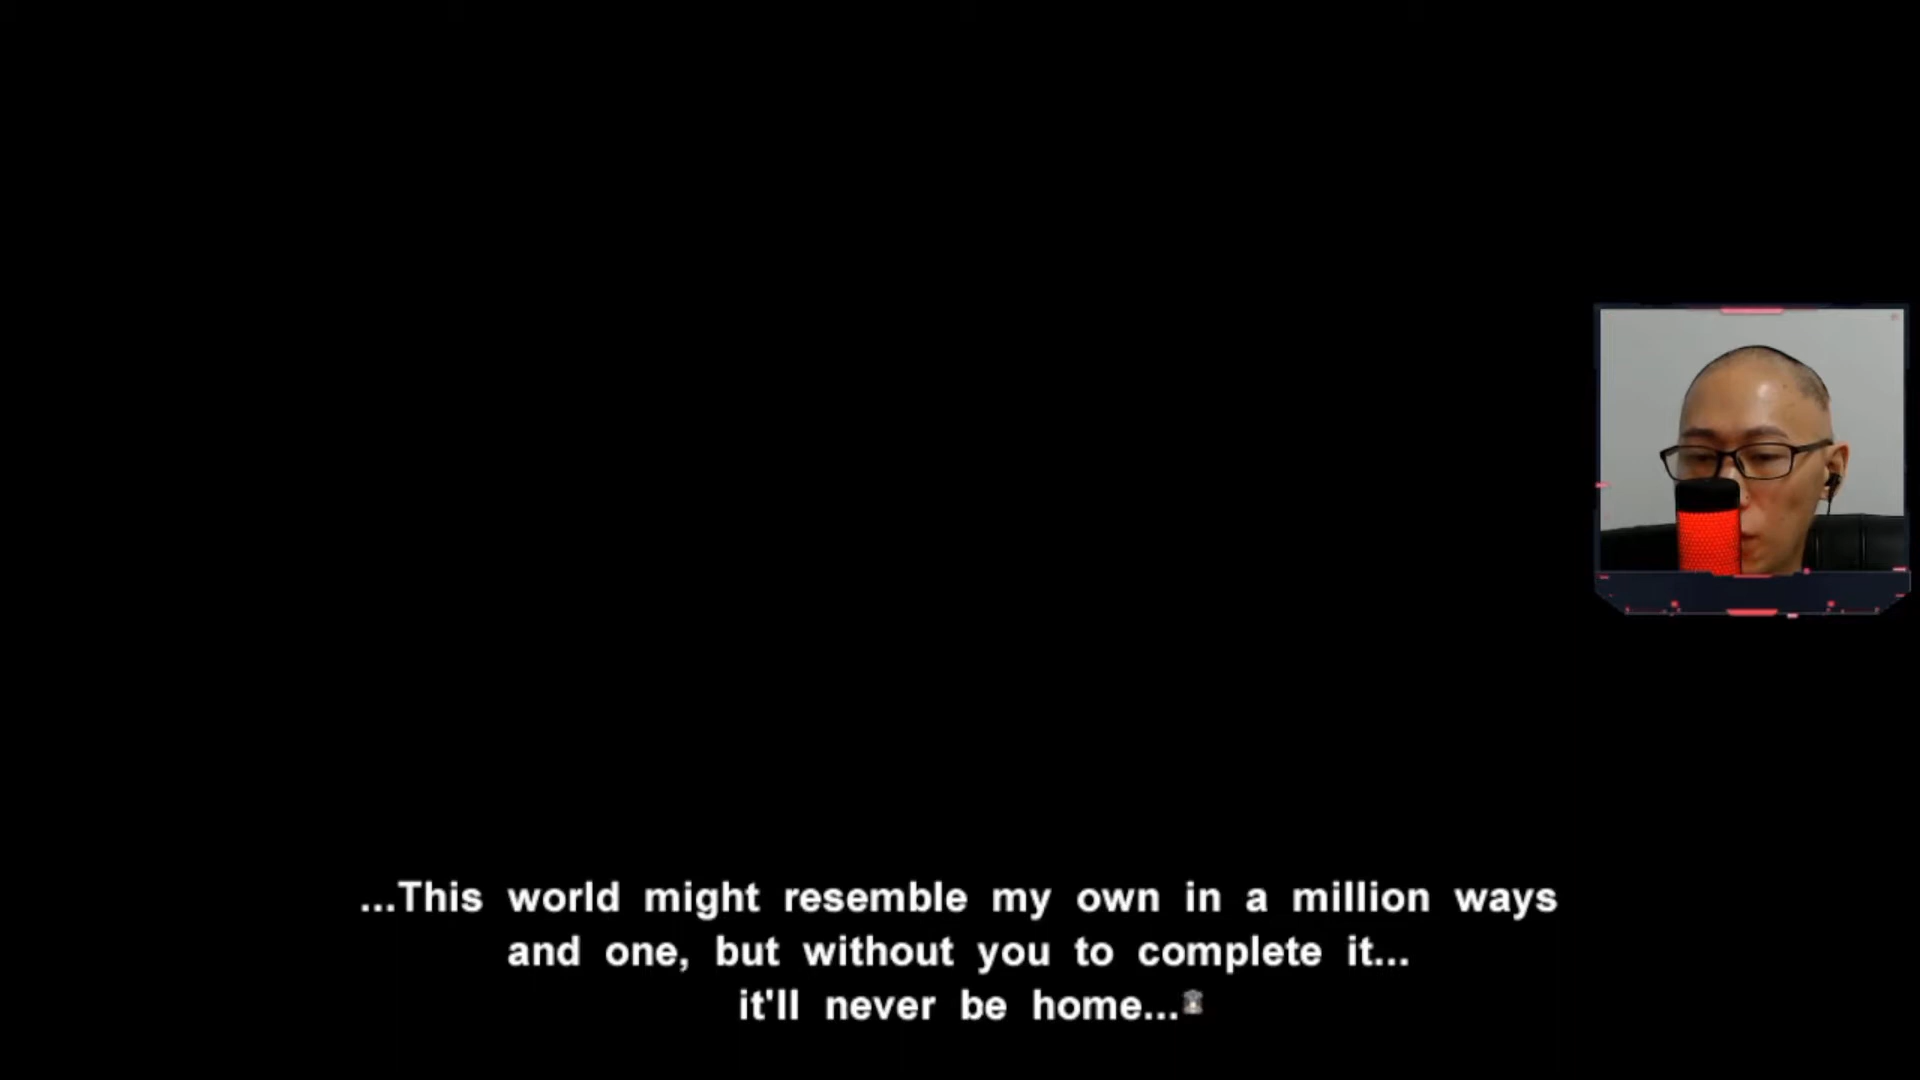 ...This world might resemble my own in a million ways
and one, but without you to complete it...
it'll never be home...